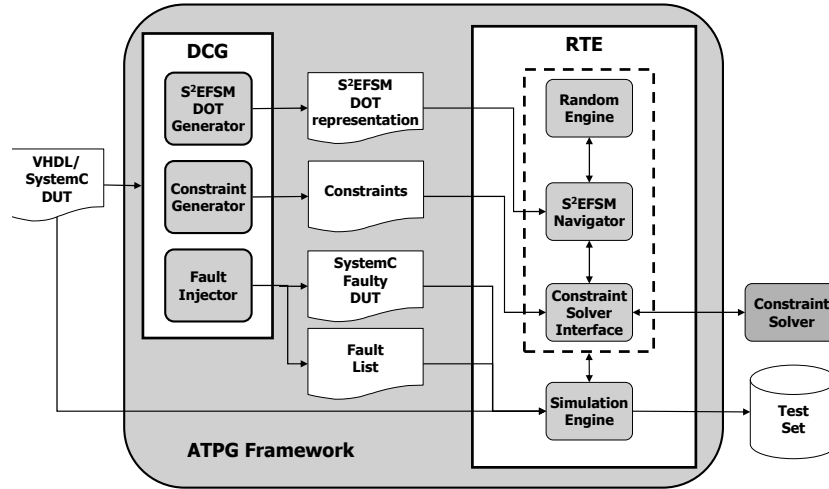 DCG
RTE
S²EFSM
DOT
Generator
S²EFSM
DOT
representation
Random
Engine
VHDL/
SystemC
DUT
Constraint
Generator
Constraints
S²EFSM
Navigator
Fault
Injector
SystemC
Faulty
DUT
Constraint
Solver
Interface
Constraint
Solver
Fault
List
Simulation
Engine
Test
Set
ATPG Framework